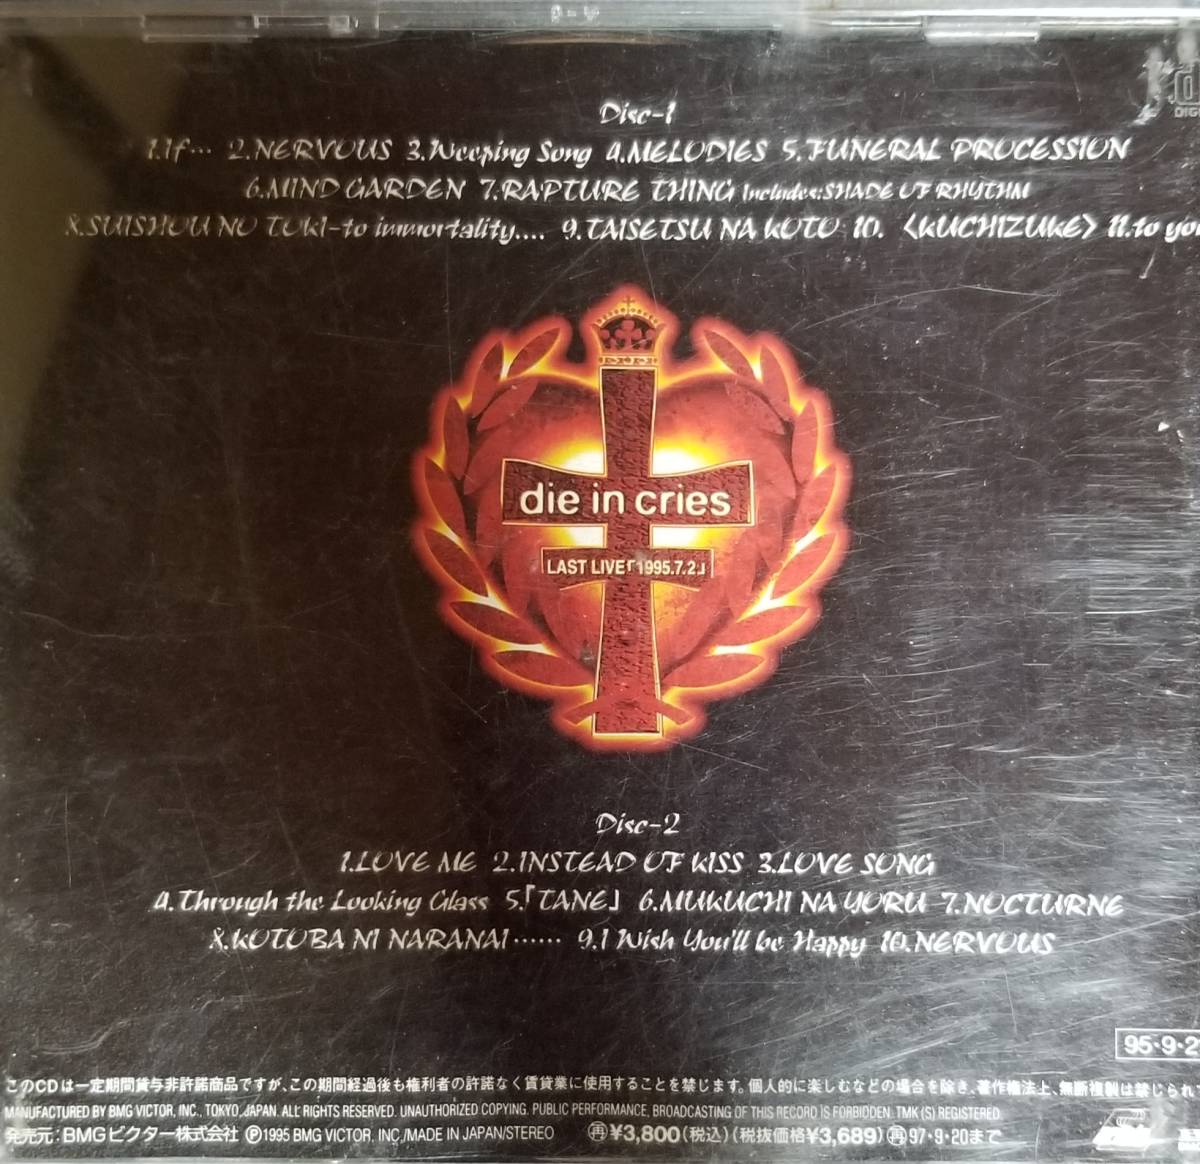 Disc-1
1.If… 2.NERVOUS 3.Weeping Song 4.MELODIES 5.FUNERAL PROCESSION
6.MIND GARDEN 7.RAPTURE THING Includes:SHADE OF RHYTHM
8.SUISHOU NO TOKI-to immortality.... 9.TAISETSU NA KOTO 10. 〈KUCHIZUKE〉 11.to you
die in cries
LAST LIVE「1995.7.2」
Disc-2
1.LOVE ME 2.INSTEAD OF KISS 3.LOVE SONG
4.Through the Looking Glass 5.「TANE」 6.MUKUCHI NA YORU 7.NOCTURNE
8.KOTOBA NI NARANAI…… 9.I Wish You'll be Happy 10.NERVOUS
95・9・2
このCDは一定期間貸与非許諾商品ですが、この期間経過後も権利者の許諾なく賃貸業に使用することを禁じます。個人的に楽しむなどの場合を除き、著作権法上、無断複製は禁じられ
MANUFACTURED BY BMG VICTOR, INC., TOKYO, JAPAN. ALL RIGHTS RESERVED. UNAUTHORIZED COPYING. PUBLIC PERFORMANCE, BROADCASTING OF THIS RECORD IS FORBIDDEN. TMK (S) REGISTERED
発売元:BMGビクター株式会社 Ⓟ1995 BMG VICTOR, INC./MADE IN JAPAN/STEREO ㊢¥3,800(税込)(税抜価格¥3,689)㊢97・9・20まで